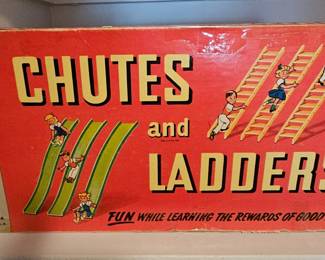 CHUTES
and
LADDERS
FUN WHILE LEARNING THE REWARDS OF GOOD